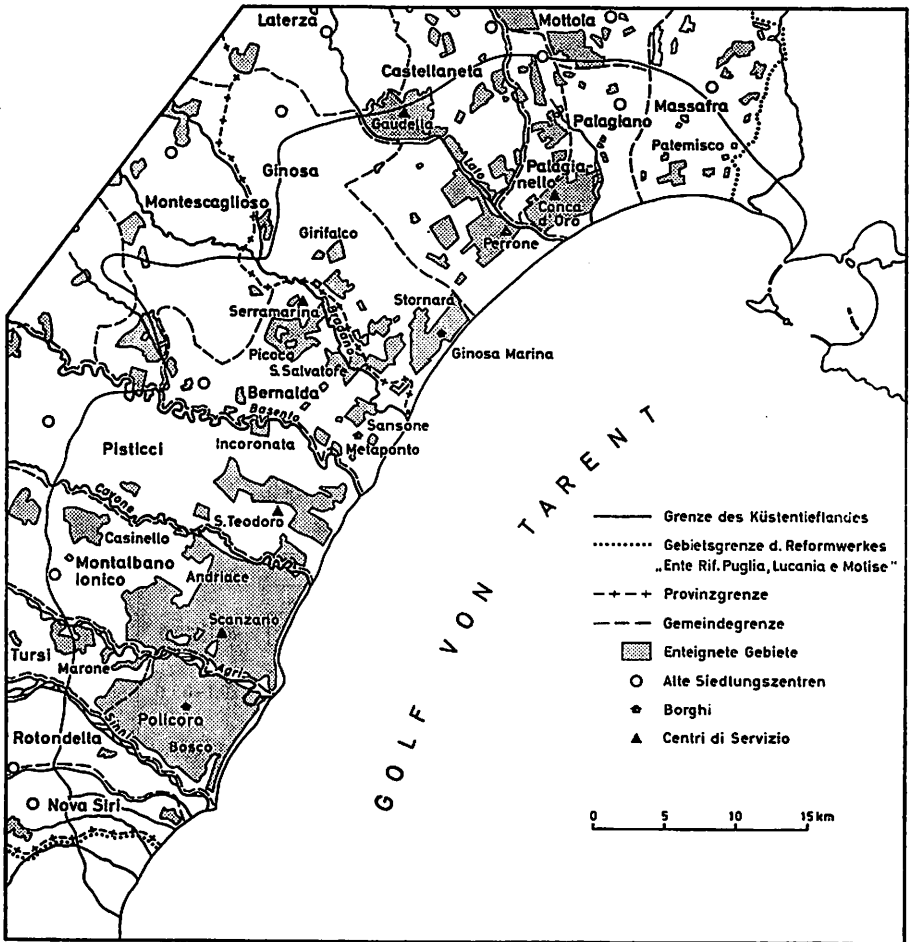 Laterza
Mottola
Castellaneta
Massafra
Gaudella
Palagiano
Patemisco
Ginosa
Lato
Palagia-
nello
Montescaglioso
Conca
d'Oro
Girifalco
Perrone
Stornara
Serramarina
Bradano
Picoco
Ginosa Marina
S. Salvatore
Bernalda
Basento
Sansone
Incoronata
Metaponto
Pisticci
Cavone
S. Teodoro
Casinello
Montalbano
Ionico
Andriace
Scanzano
Tursi
Marone
Agri
Sinni
Policoro
Rotondella
Bosco
Nova Siri
GOLF VON TARENT
Grenze des Küstentieflandes
Gebietsgrenze d. Reformwerkes
„Ente Rif. Puglia, Lucania e Molise"
Provinzgrenze
Gemeindegrenze
Enteignete Gebiete
Alte Siedlungszentren
Borghi
Centri di Servizio
0 5 10 15 km